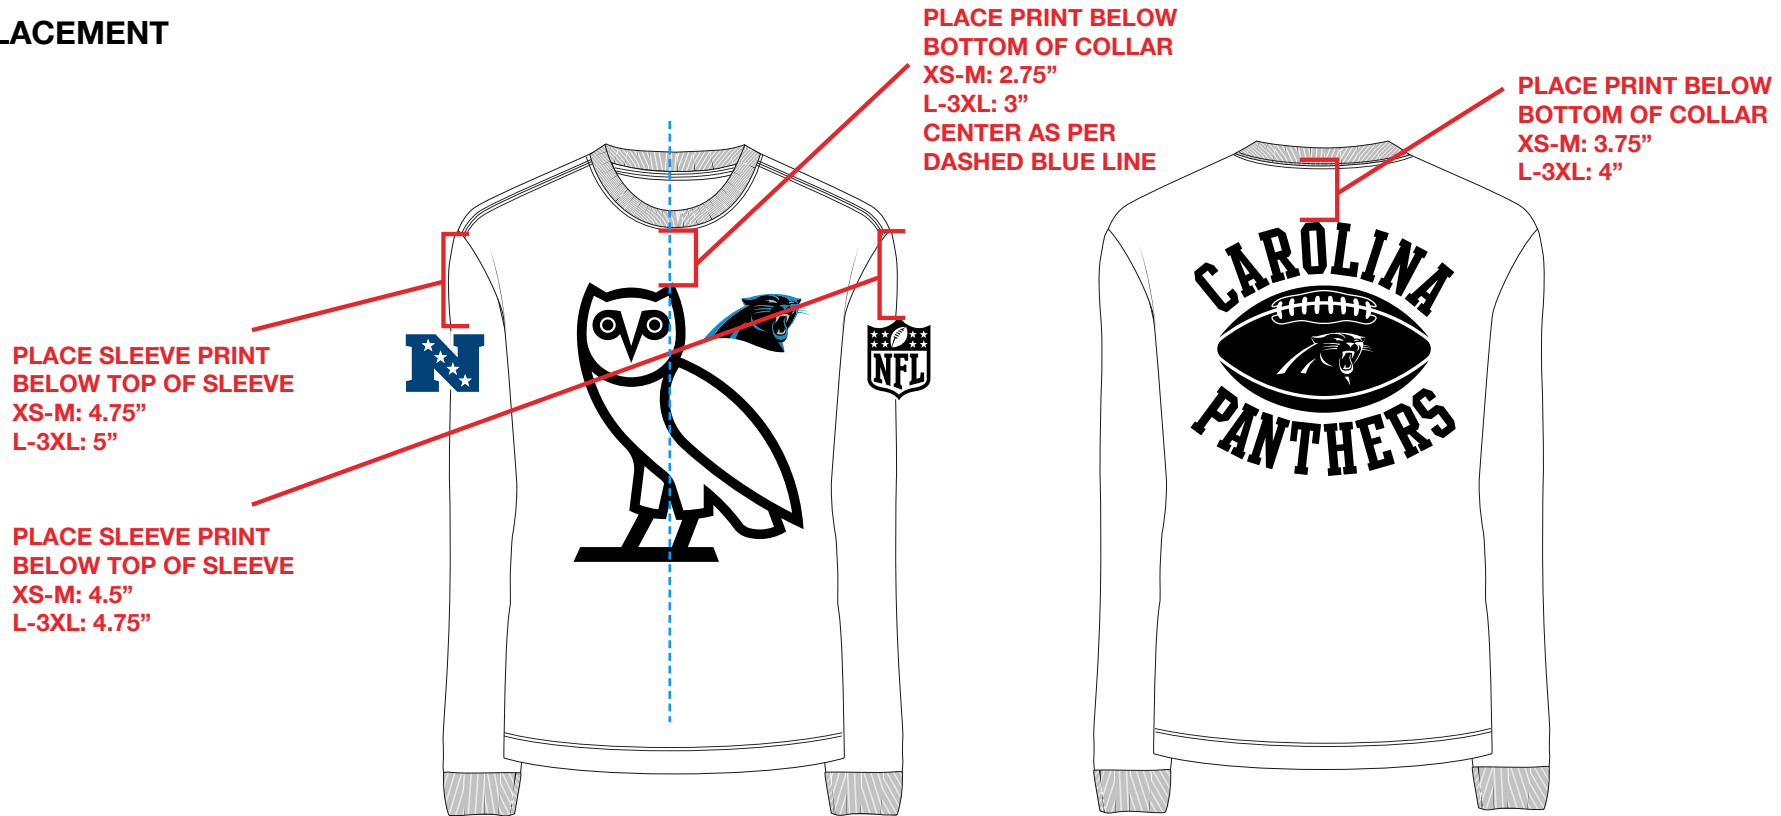 LACEMENT
PLACE PRINT BELOW
BOTTOM OF COLLAR
XS-M: 2.75”
L-3XL: 3”
CENTER AS PER
DASHED BLUE LINE
PLACE PRINT BELOW
BOTTOM OF COLLAR
XS-M: 3.75”
L-3XL: 4”
PLACE SLEEVE PRINT
BELOW TOP OF SLEEVE
XS-M: 4.75”
L-3XL: 5”
PLACE SLEEVE PRINT
BELOW TOP OF SLEEVE
XS-M: 4.5”
L-3XL: 4.75”
N
NFL
CAROLINA
PANTHERS